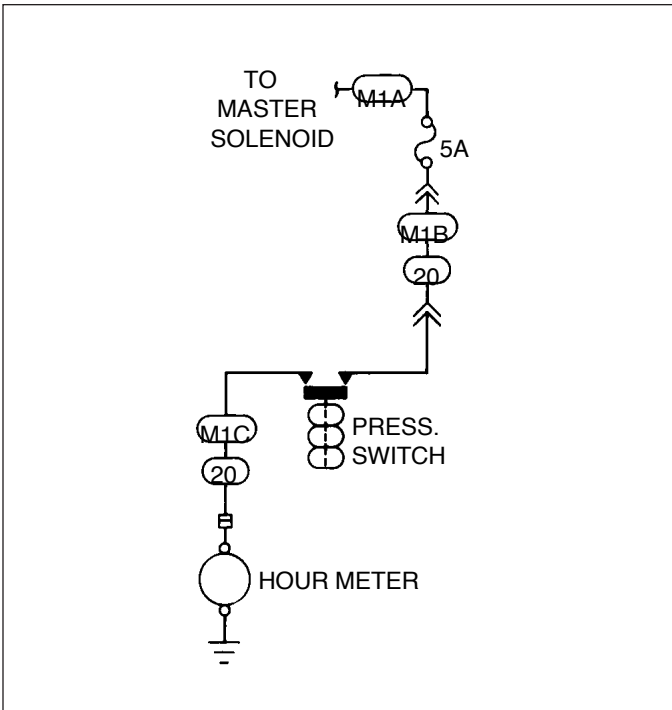 TO
MASTER
SOLENOID
M1A
5A
M1B
20
PRESS.
SWITCH
M1C
20
HOUR METER